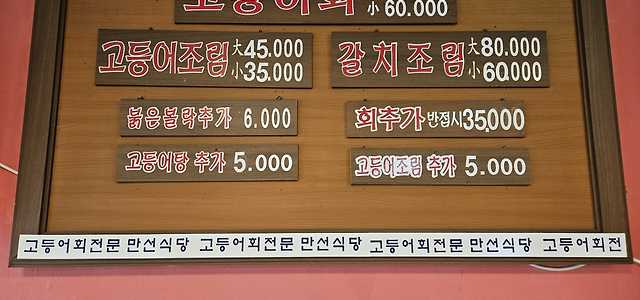 고등어회 小 60.000
고등어조림 大 45.000 小 35.000
갈치조림 大 80.000 小 60.000
붉은볼락추가 6.000
회추가 반접시 35.000
고등어탕 추가 5.000
고등어조림 추가 5.000
고등어회전문 만선식당 고등어회전문 만선식당 고등어회전문 만선식당 고등어회전